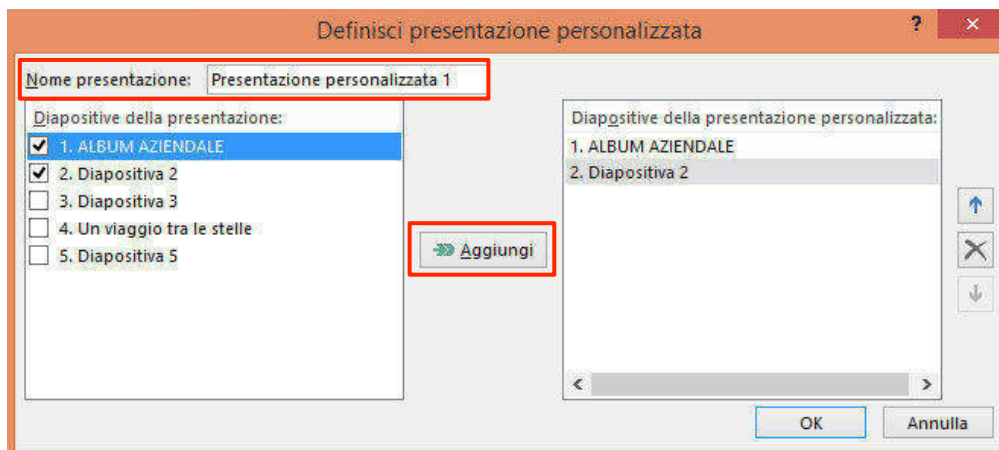 Definisci presentazione personalizzata
?
Nome presentazione: Presentazione personalizzata 1
Diapositive della presentazione:
1. ALBUM AZIENDALE
2. Diapositiva 2
3. Diapositiva 3
4. Un viaggio tra le stelle
5. Diapositiva 5
Aggiungi
Diapositive della presentazione personalizzata:
1. ALBUM AZIENDALE
2. Diapositiva 2
OK
Annulla